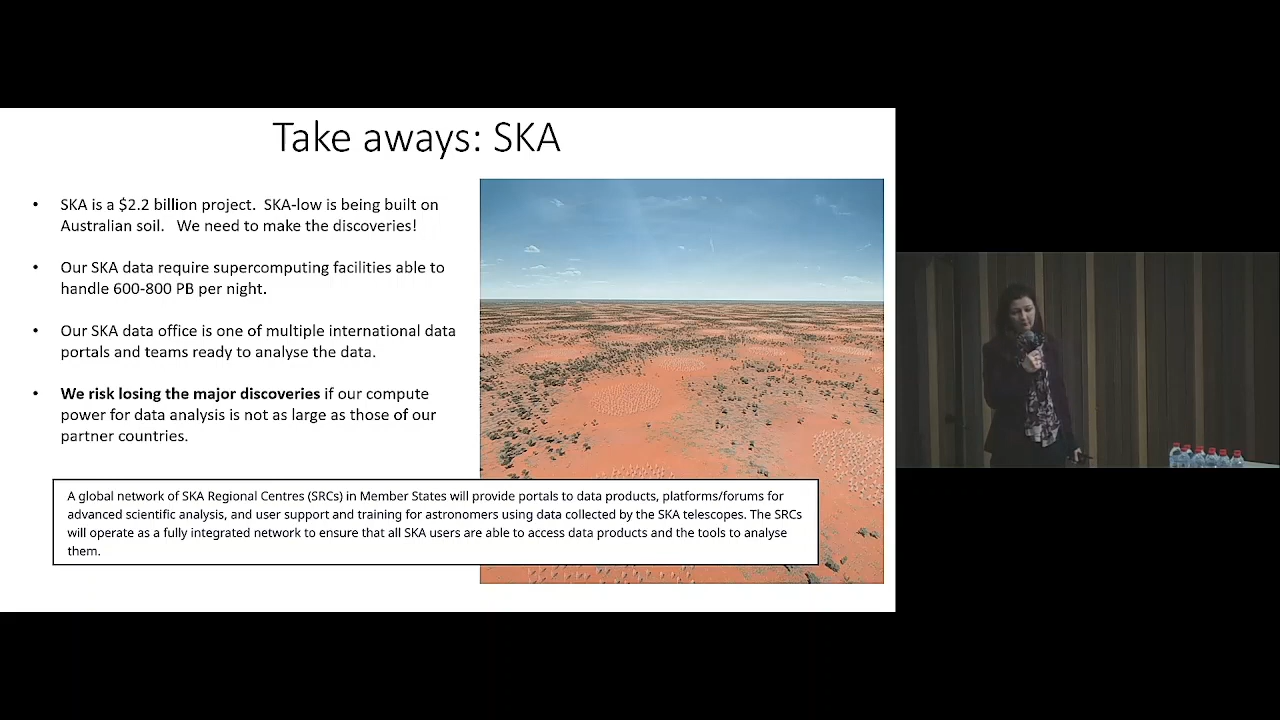 Take aways: SKA
• SKA is a $2.2 billion project. SKA-low is being built on
Australian soil. We need to make the discoveries!
• Our SKA data require supercomputing facilities able to
handle 600-800 PB per night.
• Our SKA data office is one of multiple international data
portals and teams ready to analyse the data.
• We risk losing the major discoveries if our compute
power for data analysis is not as large as those of our
partner countries.
A global network of SKA Regional Centres (SRCs) in Member States will provide portals to data products, platforms/forums for
advanced scientific analysis, and user support and training for astronomers using data collected by the SKA telescopes. The SRCs
will operate as a fully integrated network to ensure that all SKA users are able to access data products and the tools to analyse
them.